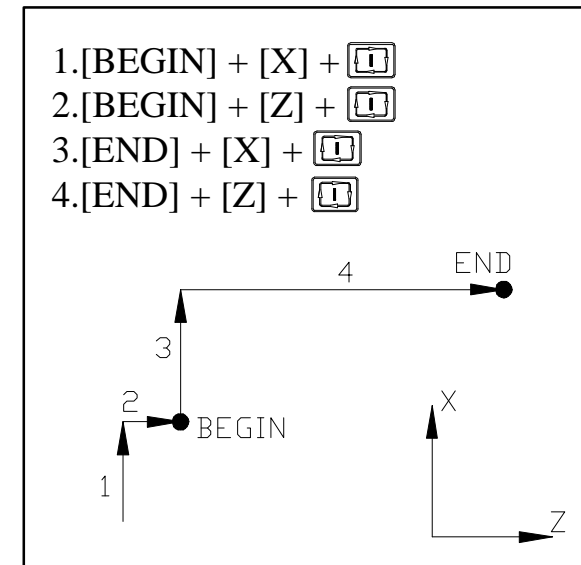 1.[BEGIN] + [X] +
2.[BEGIN] + [Z] +
3.[END] + [X] +
4.[END] + [Z] +
END
4
3
2
BEGIN
X
1
Z